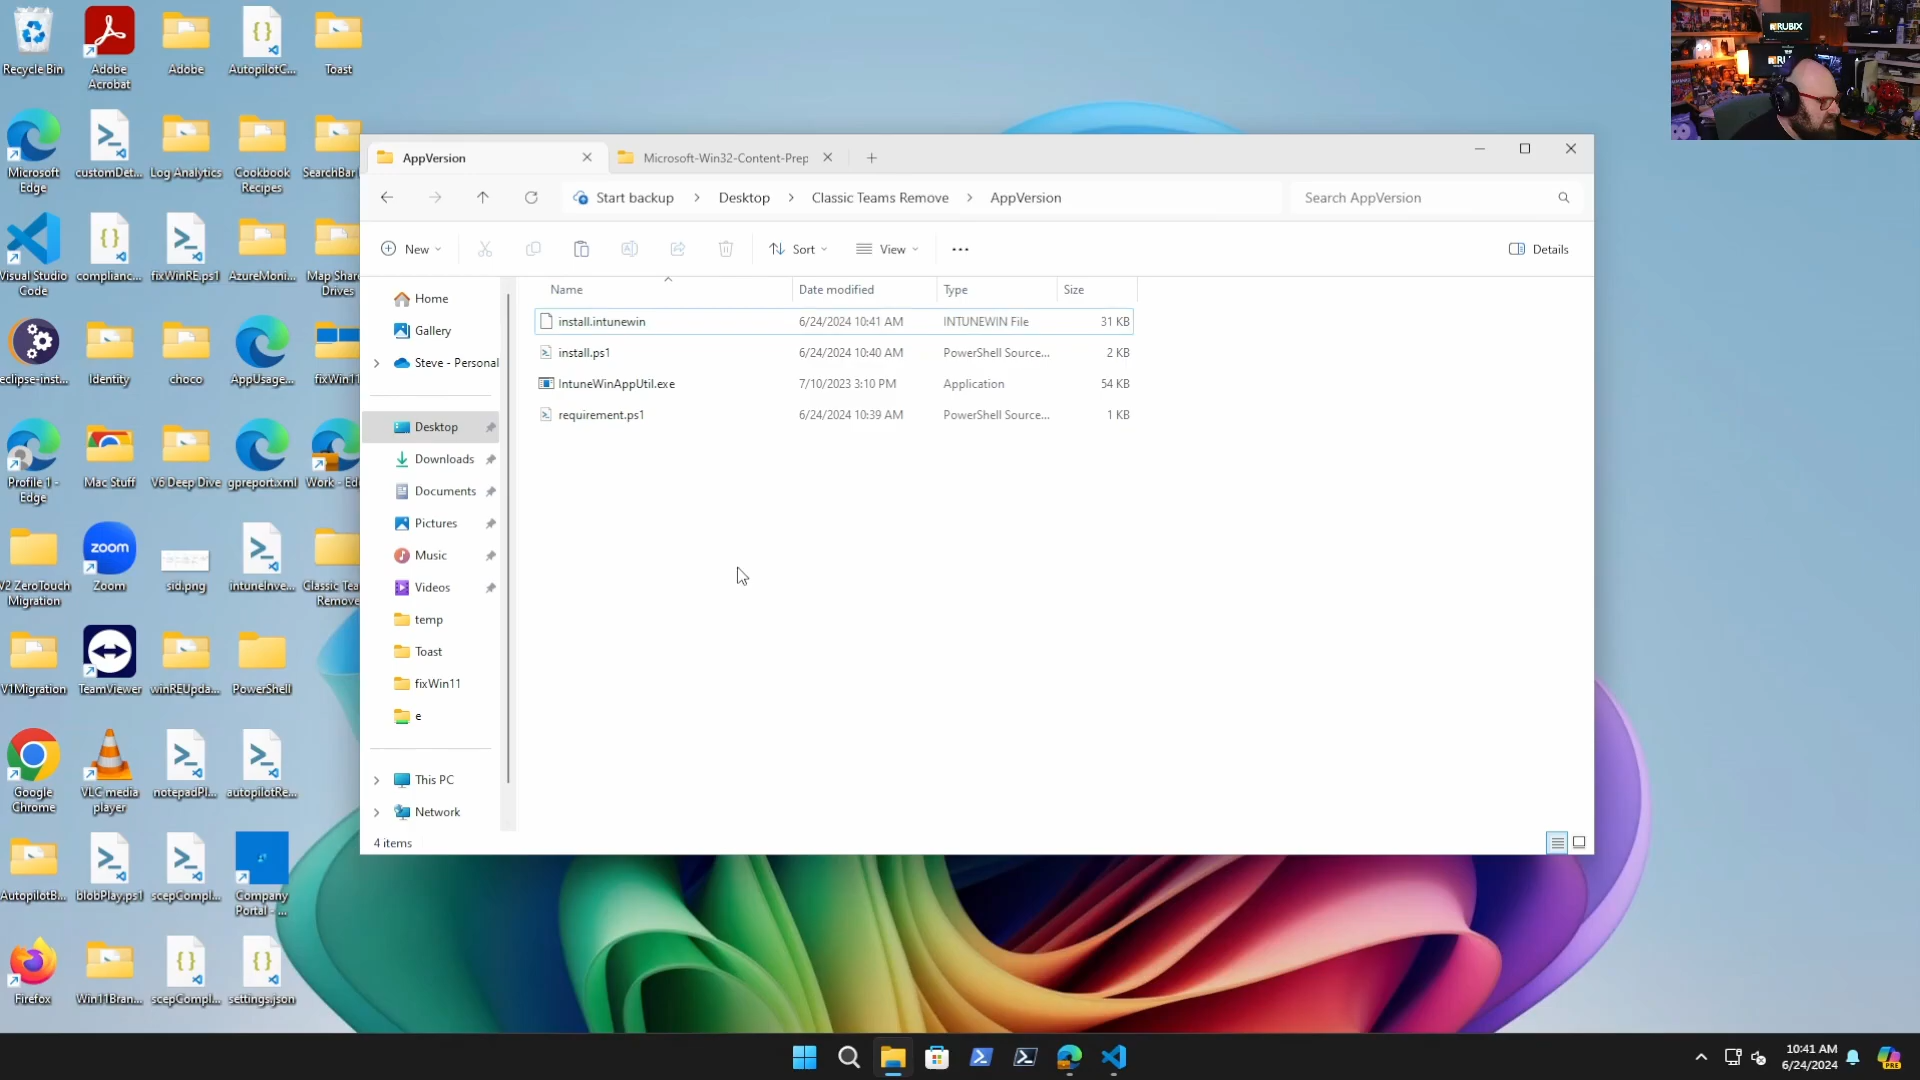 Recycle Bin
Adobe
Acrobat
Adobe
AutopilotC...
Toast
Microsoft
Edge
customDet...
Log Analytics
Cookbook
Recipes
SearchBar
Visual Studio
Code
complianc...
fixWinRE.ps1
AzureMoni...
Map Share
Drives
eclipse-inst...
Identity
choco
AppUsage...
fixWin11
Profile 1 -
Edge
Mac Stuff
V6 Deep Dive
gpreport.xml
Work - Ed
V2 ZeroTouch
Migration
zoom
Zoom
sid.png
intuneInve...
Classic Tea
Remove
V1Migration
TeamViewer
winREUpda...
PowerShell
Google
Chrome
VLC media
player
notepadPl...
autopilotRe...
AutopilotB...
blobPlay.ps1
scepCompl...
Company
Portal - ...
Firefox
Win11Bran...
scepCompl...
settings.json
AppVersion
Microsoft-Win32-Content-Prep
Start backup
Desktop
Classic Teams Remove
AppVersion
Search AppVersion
New
Sort
View
Details
Home
Gallery
Steve - Personal
Desktop
Downloads
Documents
Pictures
Music
Videos
temp
Toast
fixWin11
e
This PC
Network
Name Date modified Type Size
install.intunewin 6/24/2024 10:41 AM INTUNEWIN File 31 KB
install.ps1 6/24/2024 10:40 AM PowerShell Source... 2 KB
IntuneWinAppUtil.exe 7/10/2023 3:10 PM Application 54 KB
requirement.ps1 6/24/2024 10:39 AM PowerShell Source... 1 KB
4 items
RUBIX
10:41 AM
6/24/2024
PRE